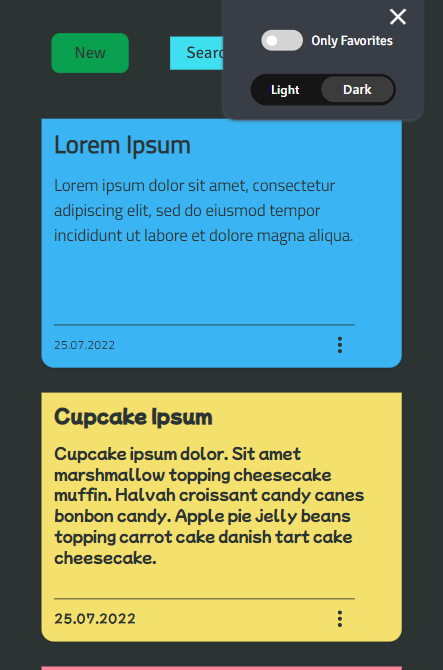 Only Favorites
New
Searc
Light
Dark
Lorem Ipsum
Lorem ipsum dolor sit amet, consectetur
adipiscing elit, sed do eiusmod tempor
incididunt ut labore et dolore magna aliqua.
25.07.2022
Cupcake Ipsum
Cupcake ipsum dolor. Sit amet
marshmallow topping cheesecake
muffin. Halvah croissant candy canes
bonbon candy. Apple pie Jelly beans
topping carrot cake danish tart cake
cheesecake.
25.07.2022